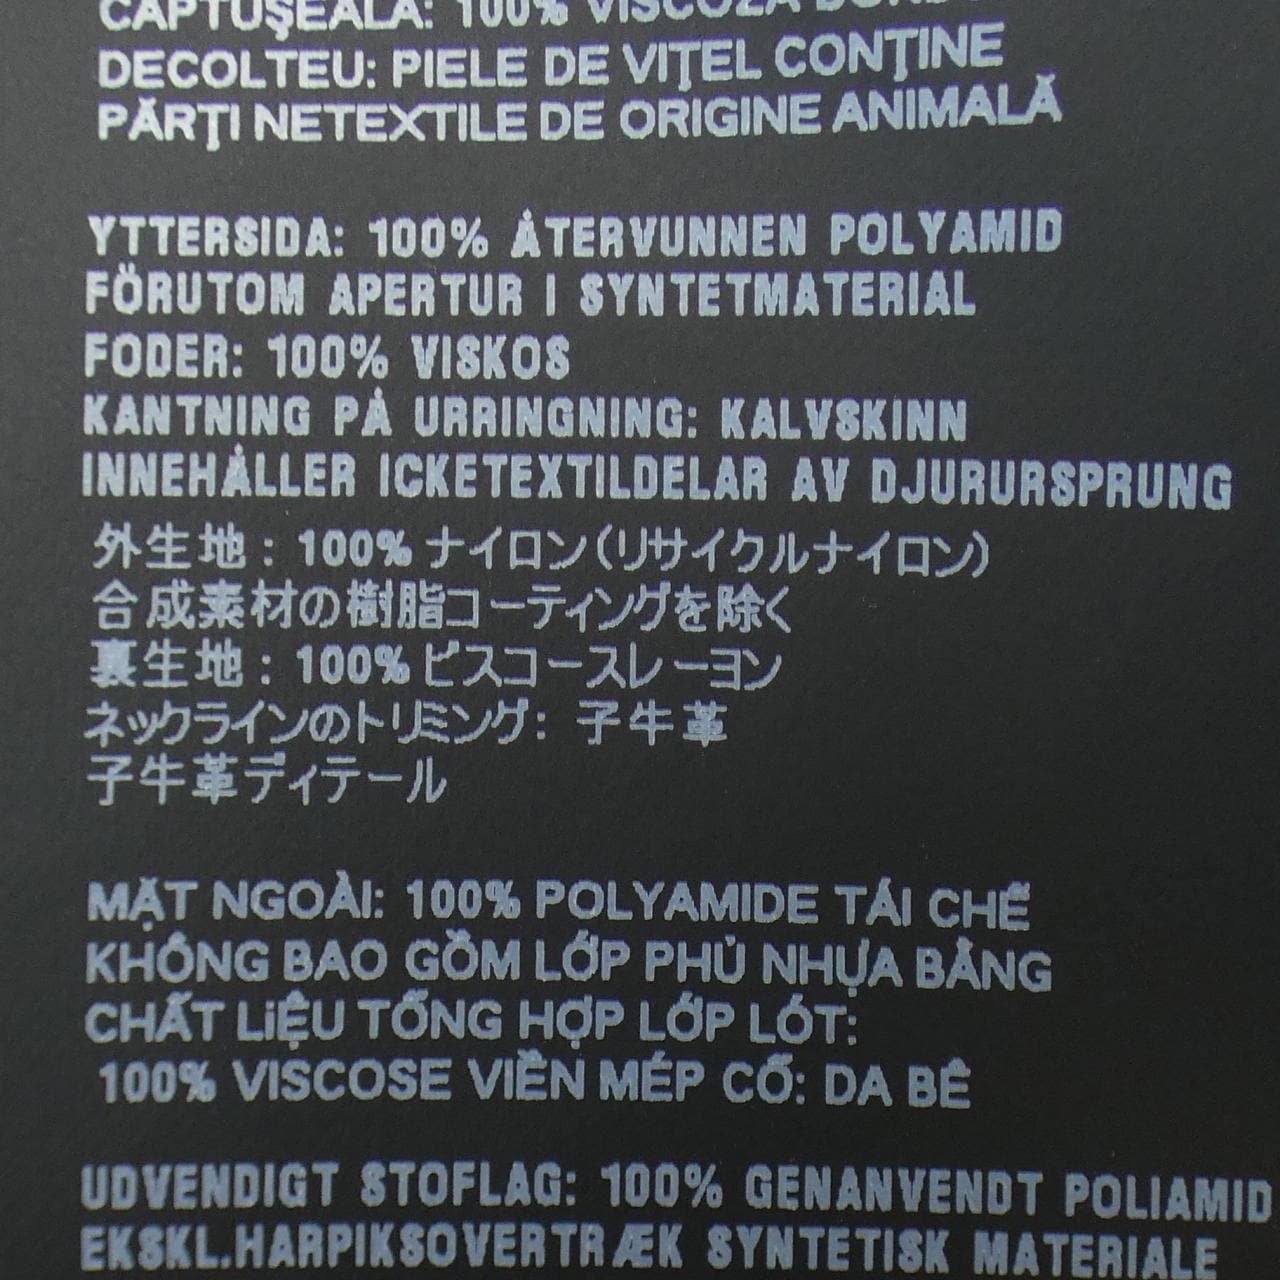 CAPTUŞEALĂ: 100% VISCOZĂ
DECOLTEU: PIELE DE VIŢEL CONŢINE
PĂRŢI NETEXTILE DE ORIGINE ANIMALĂ
YTTERSIDA: 100% ÅTERVUNNEN POLYAMID
FÖRUTOM APERTUR I SYNTETMATERIAL
FODER: 100% VISKOS
KANTNING PÅ URRINGNING: KALVSKINN
INNEHÅLLER ICKETEXTILDELAR AV DJURURSPRUNG
外生地: 100% ナイロン(リサイクルナイロン)
合成素材の樹脂コーティングを除く
裏生地: 100% ビスコースレーヨン
ネックラインのトリミング: 子牛革
子牛革ディテール
MẶT NGOÀI: 100% POLYAMIDE TÁI CHẾ
KHÔNG BAO GỒM LỚP PHỦ NHỰA BẰNG
CHẤT LIỆU TỔNG HỢP LỚP LÓT:
100% VISCOSE VIỀN MÉP CỔ: DA BÊ
UDVENDIGT STOFLAG: 100% GENANVENDT POLIAMID
EKSKL.HARPIKSOVERTRÆK SYNTETISK MATERIALE